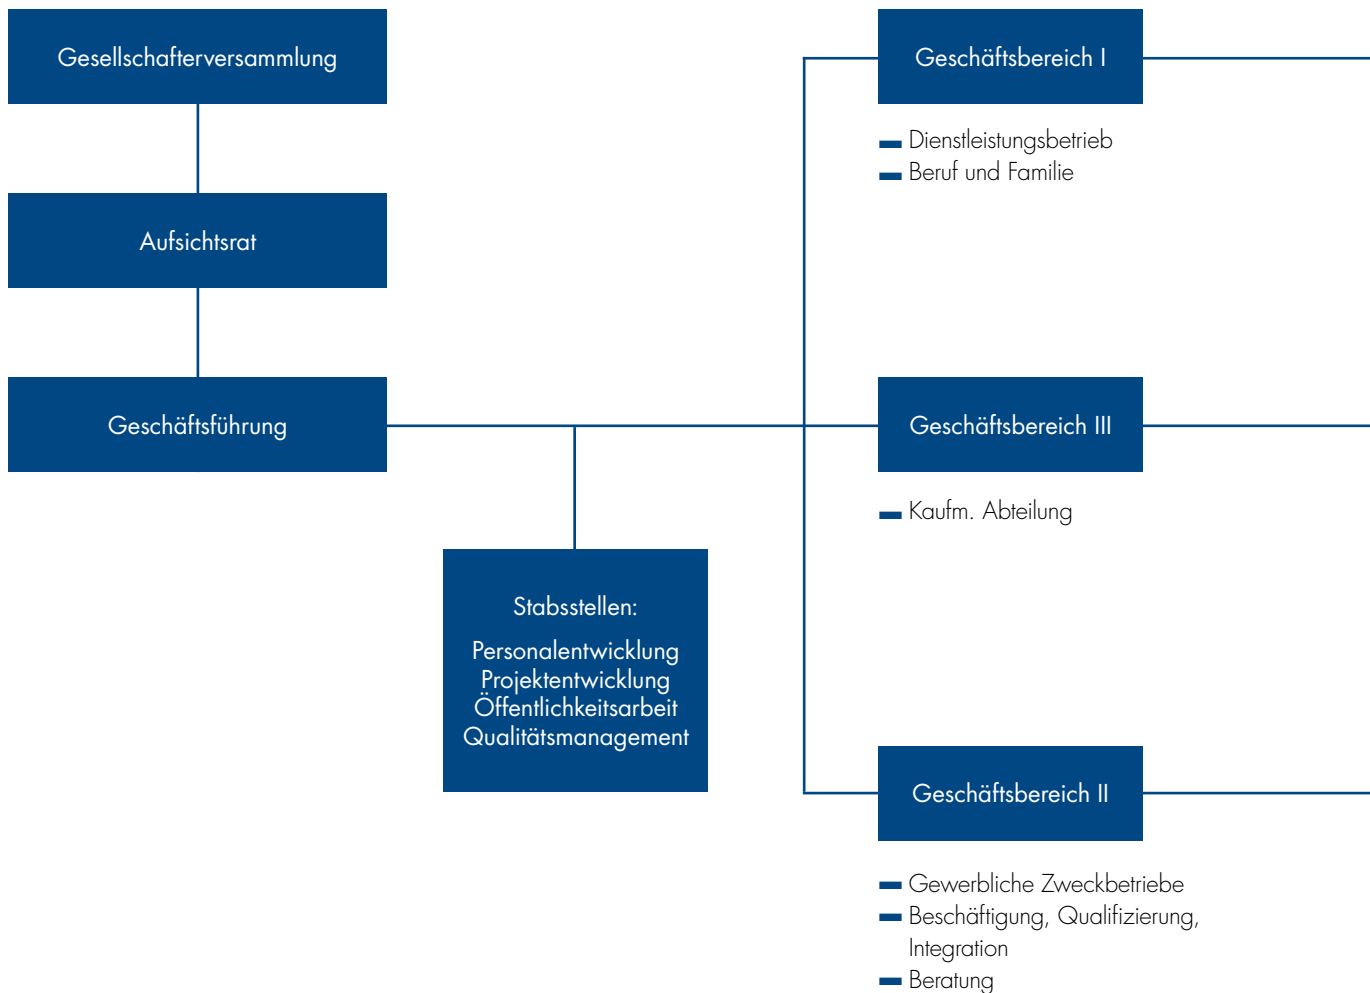 Gesellschafterversammlung
Aufsichtsrat
Geschäftsführung
Stabsstellen:
Personalentwicklung
Projektentwicklung
Öffentlichkeitsarbeit
Qualitätsmanagement
Geschäftsbereich I
Dienstleistungsbetrieb
Beruf und Familie
Geschäftsbereich III
Kaufm. Abteilung
Geschäftsbereich II
Gewerbliche Zweckbetriebe
Beschäftigung, Qualifizierung,
Integration
Beratung